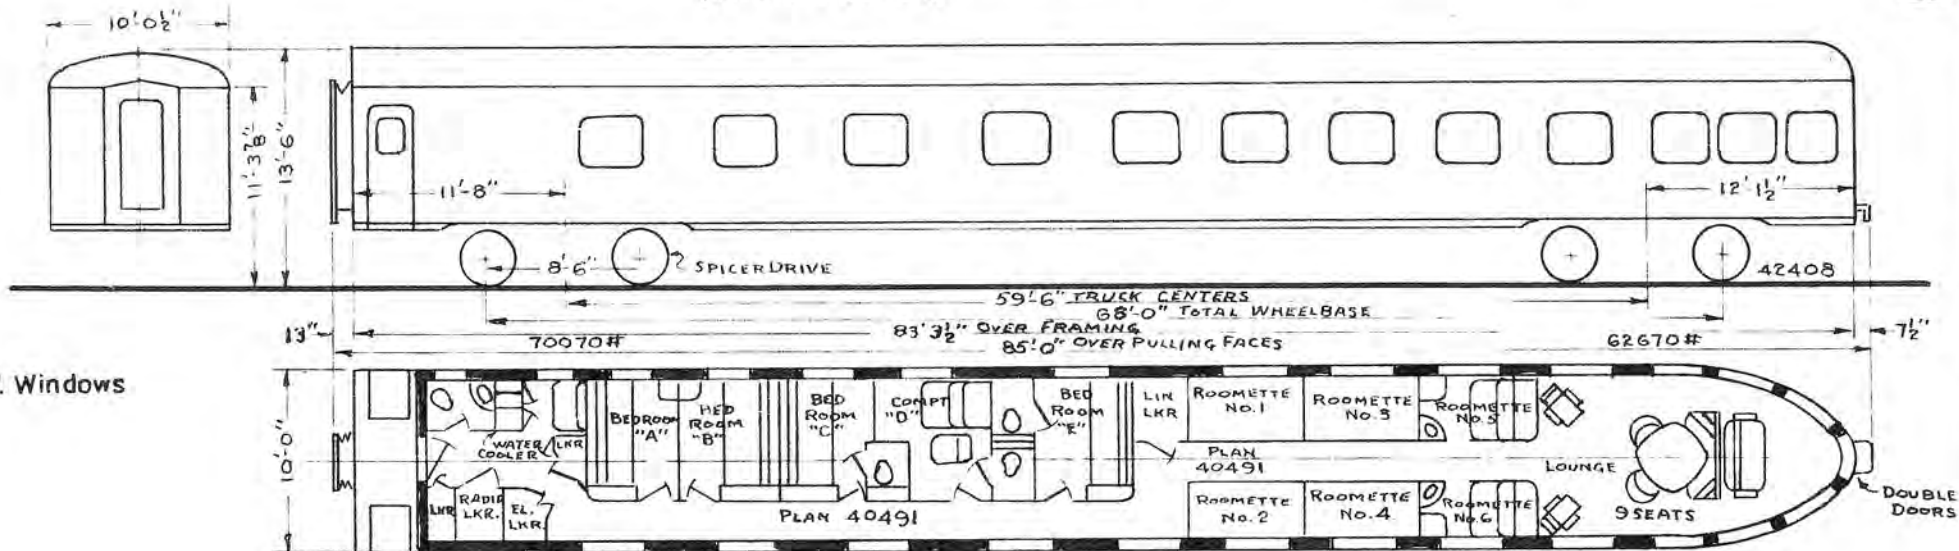 10'-0½"
11'-3⅞"
13'-6"
11'-8"
12'-1½"
8'-6"
SPICER DRIVE
42408
59'-6" TRUCK CENTERS
68'-0" TOTAL WHEELBASE
13"
83'3½" OVER FRAMING
7½"
70070#
85'-0" OVER PULLING FACES
62670#
Windows
10'-0"
WATER
COOLER
LKR
LKR
RADIO
LKR.
EL.
LKR.
BEDROOM
"A"
BED
ROOM
"B"
BED
ROOM
"C"
COMPT
"D"
BED
ROOM
"E"
LIN
LKR
ROOMETTE
No.1
ROOMETTE
No.3
ROOMETTE
No.5
PLAN
40491
LOUNGE
PLAN 40491
ROOMETTE
No.2
ROOMETTE
No.4
ROOMETTE
No.6
9 SEATS
DOUBLE
DOORS